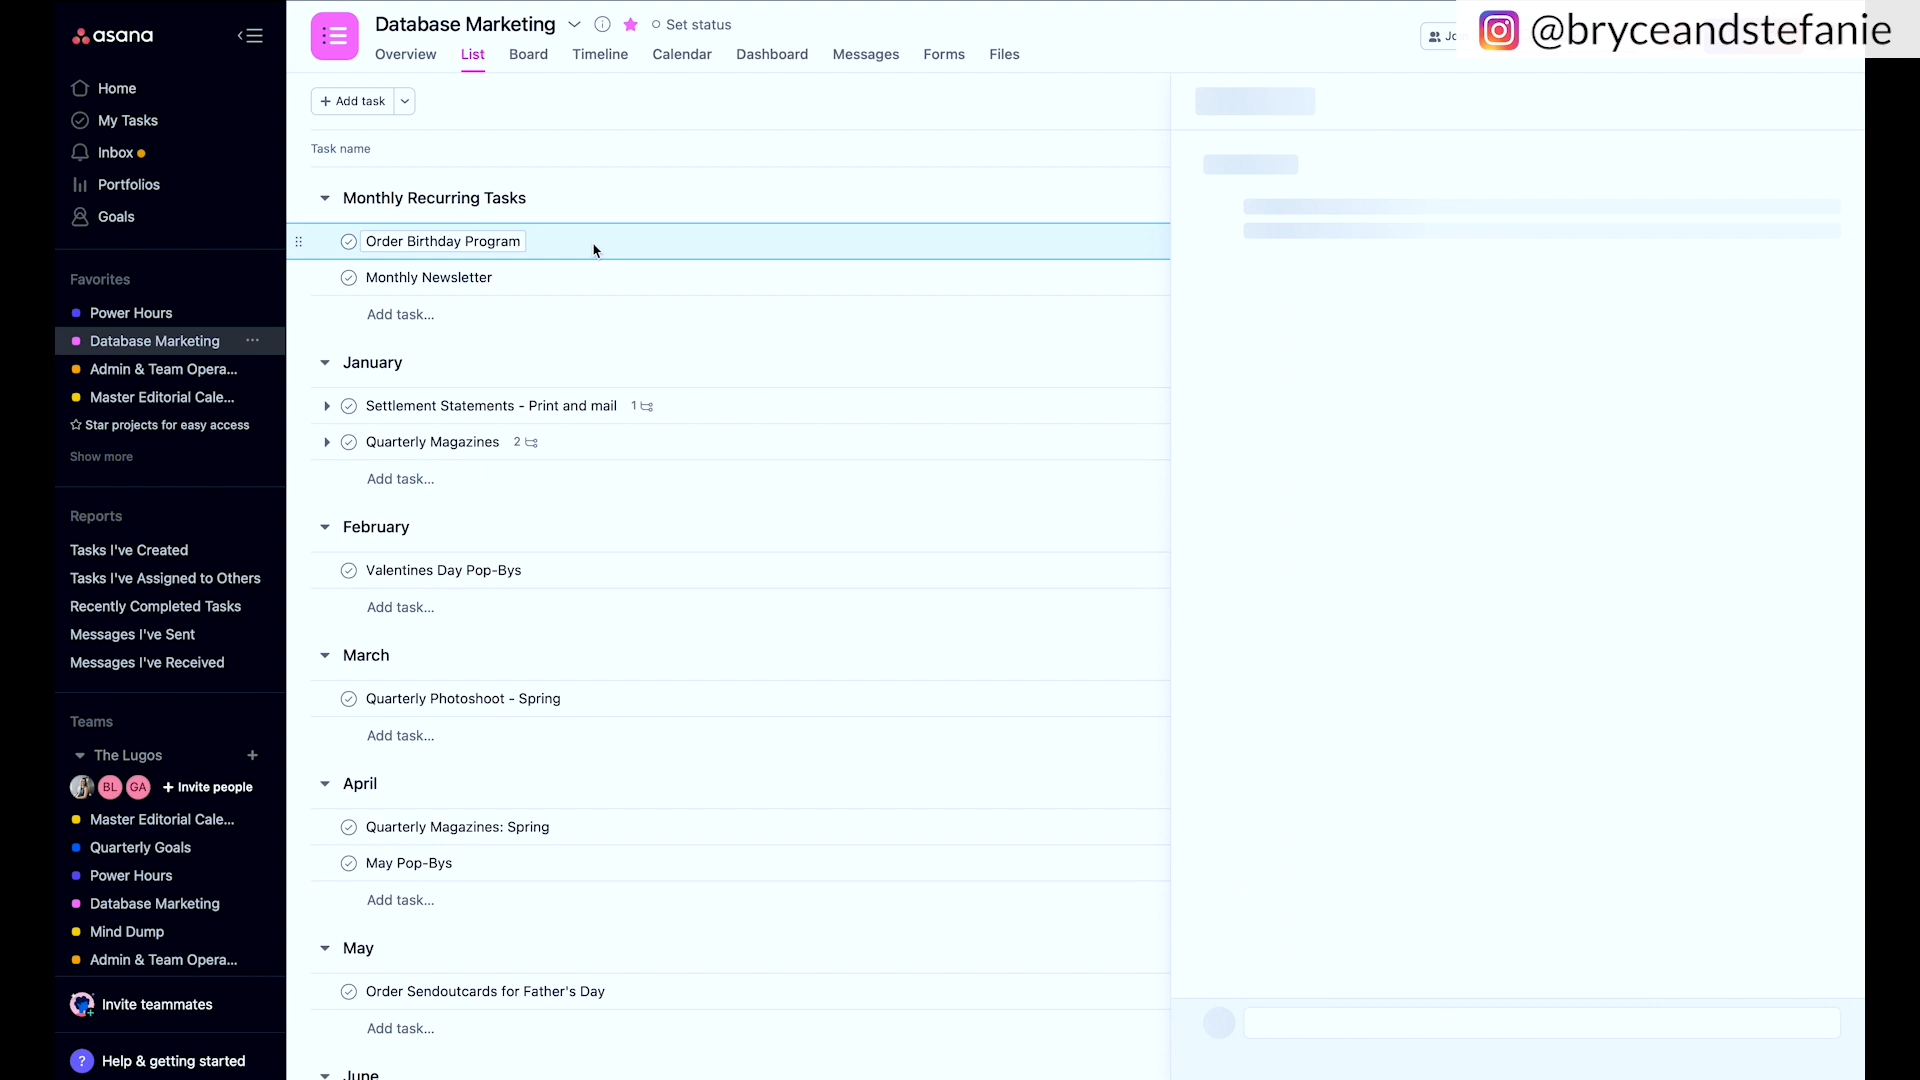 asana
Home
My Tasks
Inbox
Portfolios
Goals
Favorites
Power Hours
Database Marketing
Admin & Team Opera...
Master Editorial Cale...
Star projects for easy access
Show more
Reports
Tasks I've Created
Tasks I've Assigned to Others
Recently Completed Tasks
Messages I've Sent
Messages I've Received
Teams
The Lugos
BL GA + Invite people
Master Editorial Cale...
Quarterly Goals
Power Hours
Database Marketing
Mind Dump
Admin & Team Opera...
Invite teammates
? Help & getting started
Database Marketing Set status
Overview List Board Timeline Calendar Dashboard Messages Forms Files
@bryceandstefanie
+ Add task
Task name
Monthly Recurring Tasks
Order Birthday Program
Monthly Newsletter
Add task...
January
Settlement Statements - Print and mail 1
Quarterly Magazines 2
Add task...
February
Valentines Day Pop-Bys
Add task...
March
Quarterly Photoshoot - Spring
Add task...
April
Quarterly Magazines: Spring
May Pop-Bys
Add task...
May
Order Sendoutcards for Father's Day
Add task...
June